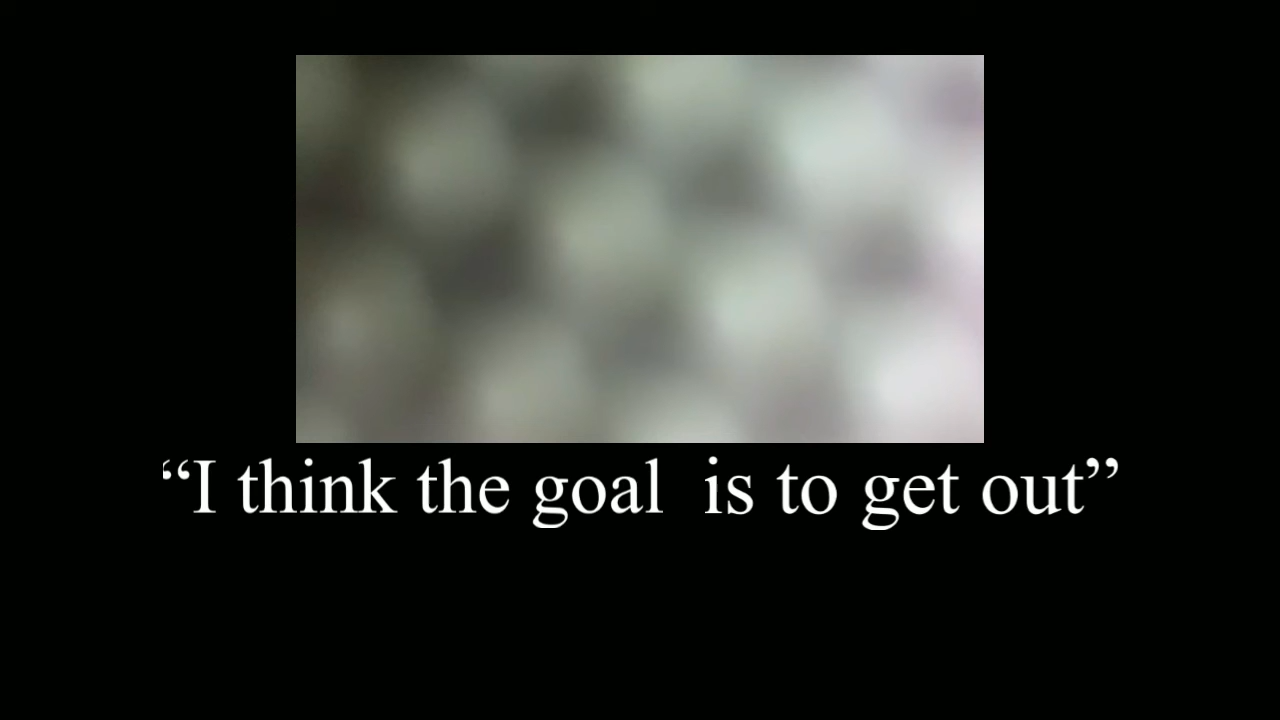 “I think the goal  is to get out”